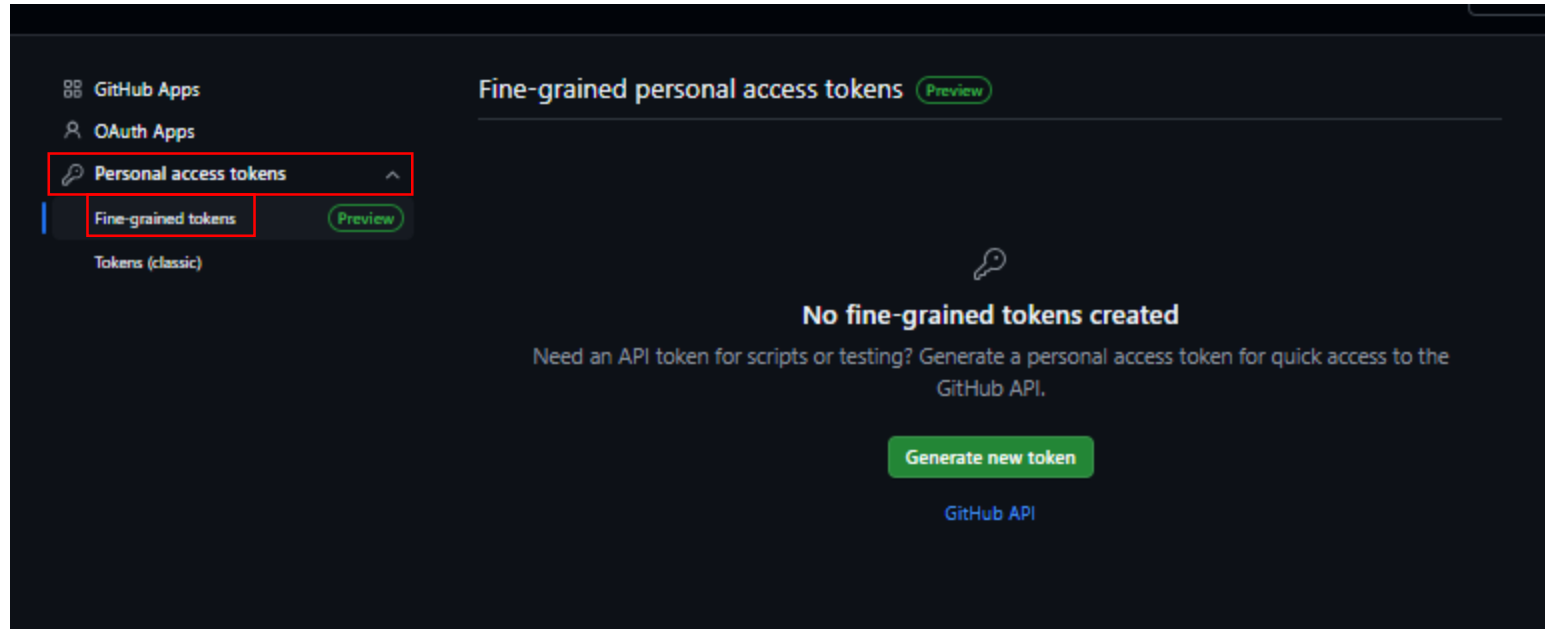 GitHub Apps
OAuth Apps
Personal access tokens
Fine-grained tokens Preview
Tokens (classic)
Fine-grained personal access tokens Preview
No fine-grained tokens created
Need an API token for scripts or testing? Generate a personal access token for quick access to the
GitHub API.
Generate new token
GitHub API